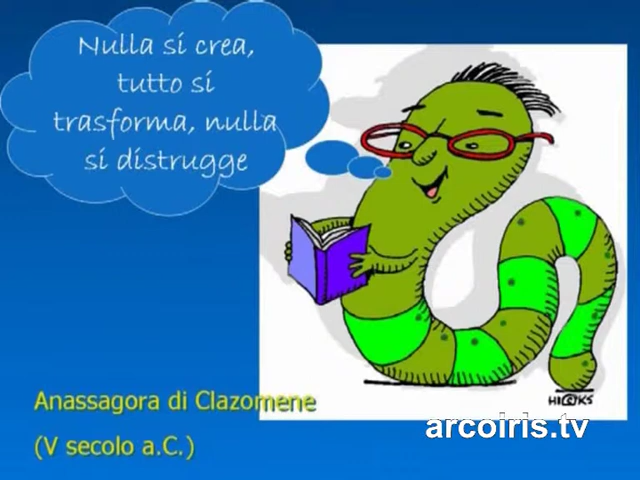 Nulla si crea,
tutto si
trasforma, nulla
si distrugge
HICKS
Anassagora di Clazomene
(V secolo a.C.)
arcoiris.tv